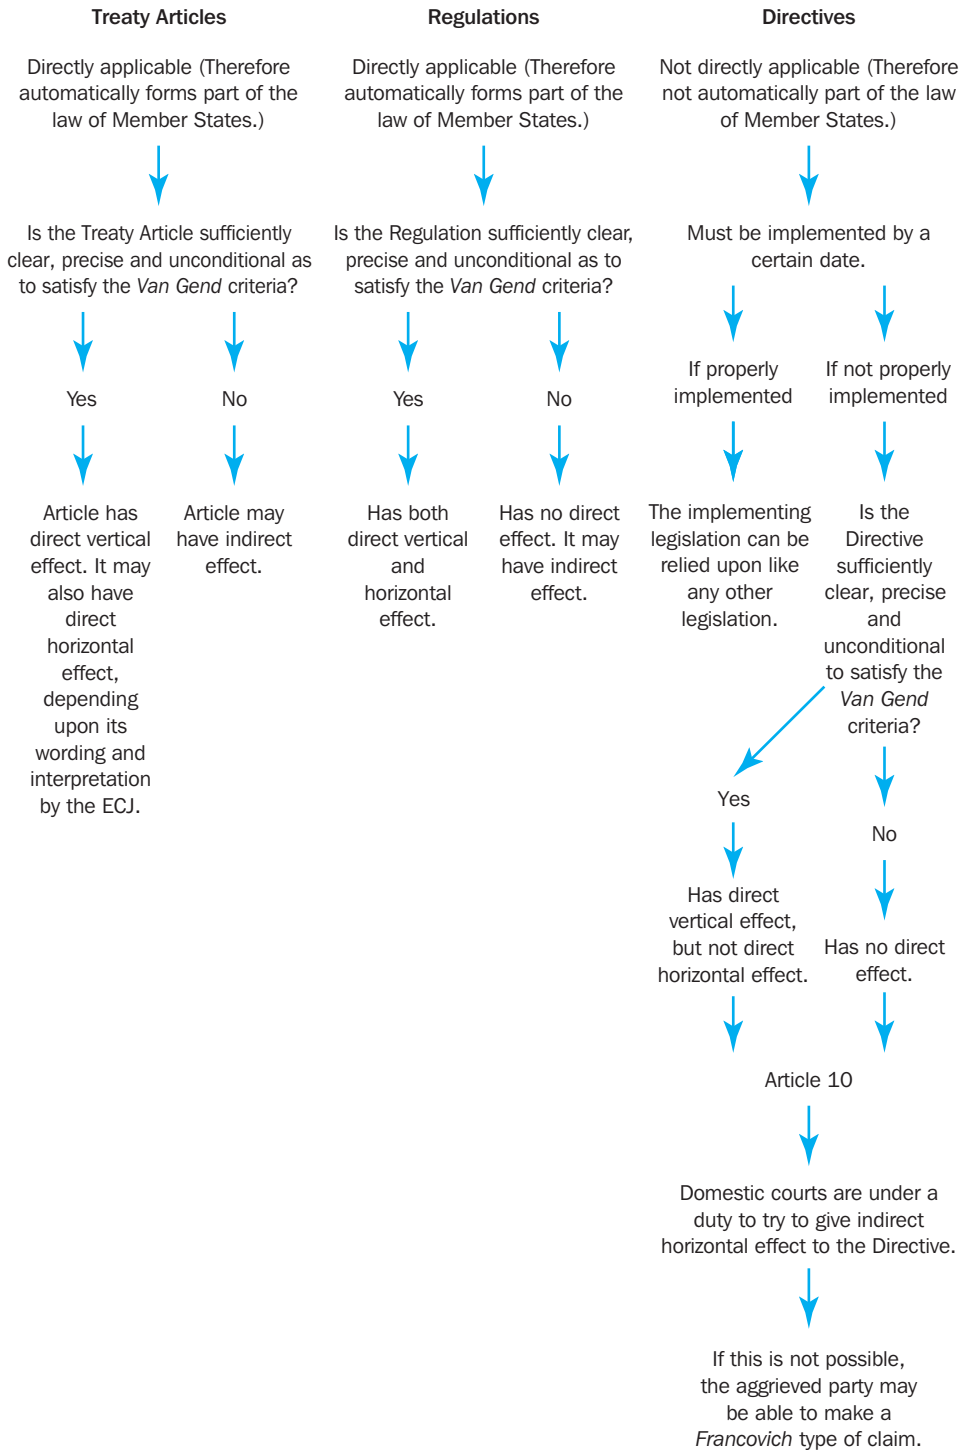 Treaty Articles
Directly applicable (Therefore
automatically forms part of the
law of Member States.)
Is the Treaty Article sufficiently
clear, precise and unconditional as
to satisfy the Van Gend criteria?
Yes
No
Article has
direct vertical
effect. It may
also have
direct
horizontal
effect,
depending
upon its
wording and
interpretation
by the ECJ.
Article may
have indirect
effect.
Regulations
Directly applicable (Therefore
automatically forms part of the
law of Member States.)
Is the Regulation sufficiently clear,
precise and unconditional as to
satisfy the Van Gend criteria?
Yes
No
Has both
direct vertical
and
horizontal
effect.
Has no direct
effect. It may
have indirect
effect.
Directives
Not directly applicable (Therefore
not automatically part of the law
of Member States.)
Must be implemented by a
certain date.
If properly
implemented
If not properly
implemented
The implementing
legislation can be
relied upon like
any other
legislation.
Is the
Directive
sufficiently
clear, precise
and
unconditional
to satisfy the
Van Gend
criteria?
Yes
No
Has direct
vertical effect,
but not direct
horizontal effect.
Has no direct
effect.
Article 10
Domestic courts are under a
duty to try to give indirect
horizontal effect to the Directive.
If this is not possible,
the aggrieved party may
be able to make a
Francovich type of claim.